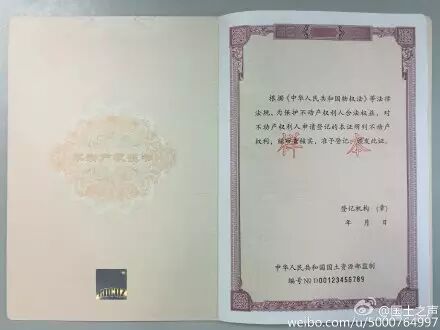 不动产权证书
根据《中华人民共和国物权法》等法律
法规，为保护不动产权利人合法权益，对
不动产权利人申请登记的本证所列不动产
权利，经审查核实，准予登记，颁发此证。
样本
登记机构（章）
年 月 日
中华人民共和国国土资源部监制
编号 № D00123456789
@国土之声
weibo.com/u/5000764997